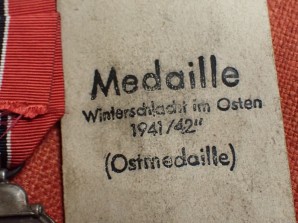 Medaille
Winterschlacht im Osten
1941/42"
(Ostmedaille)